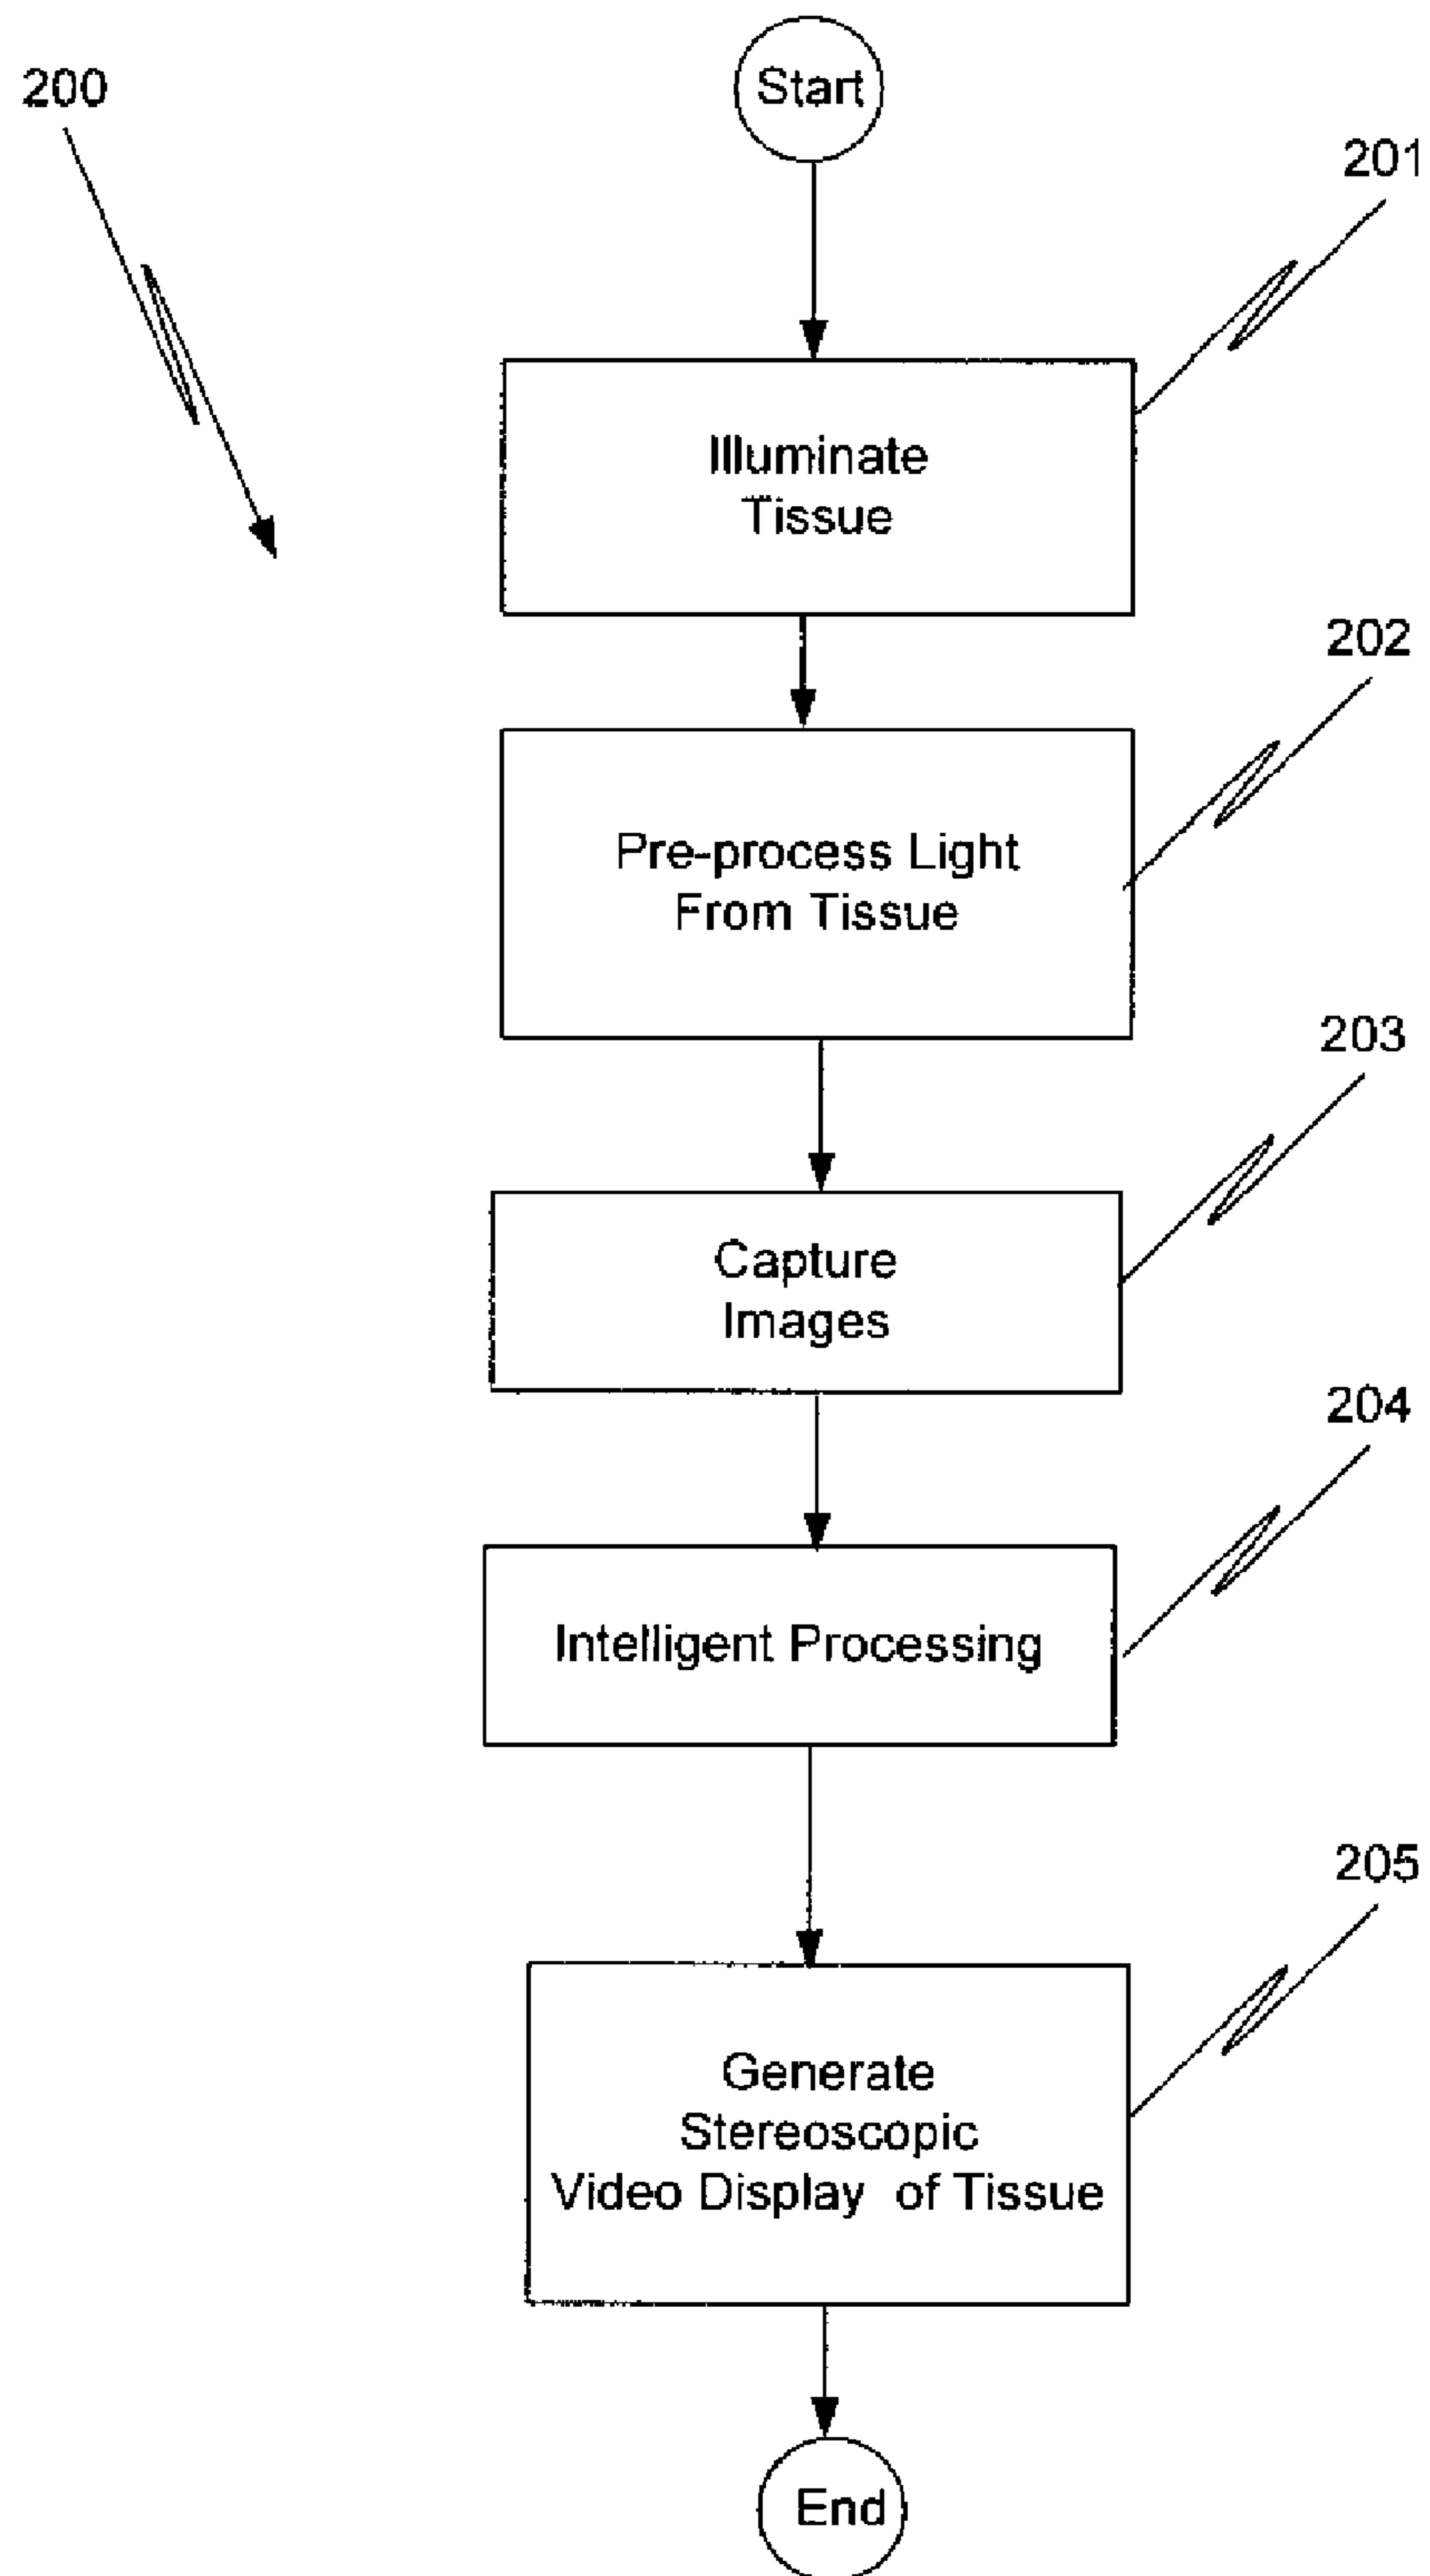 Start
200
201
Illuminate
Tissue
202
Pre-process Light
From Tissue
203
Capture
Images
204
Intelligent Processing
205
Generate
Stereoscopic
Video Display of Tissue
End